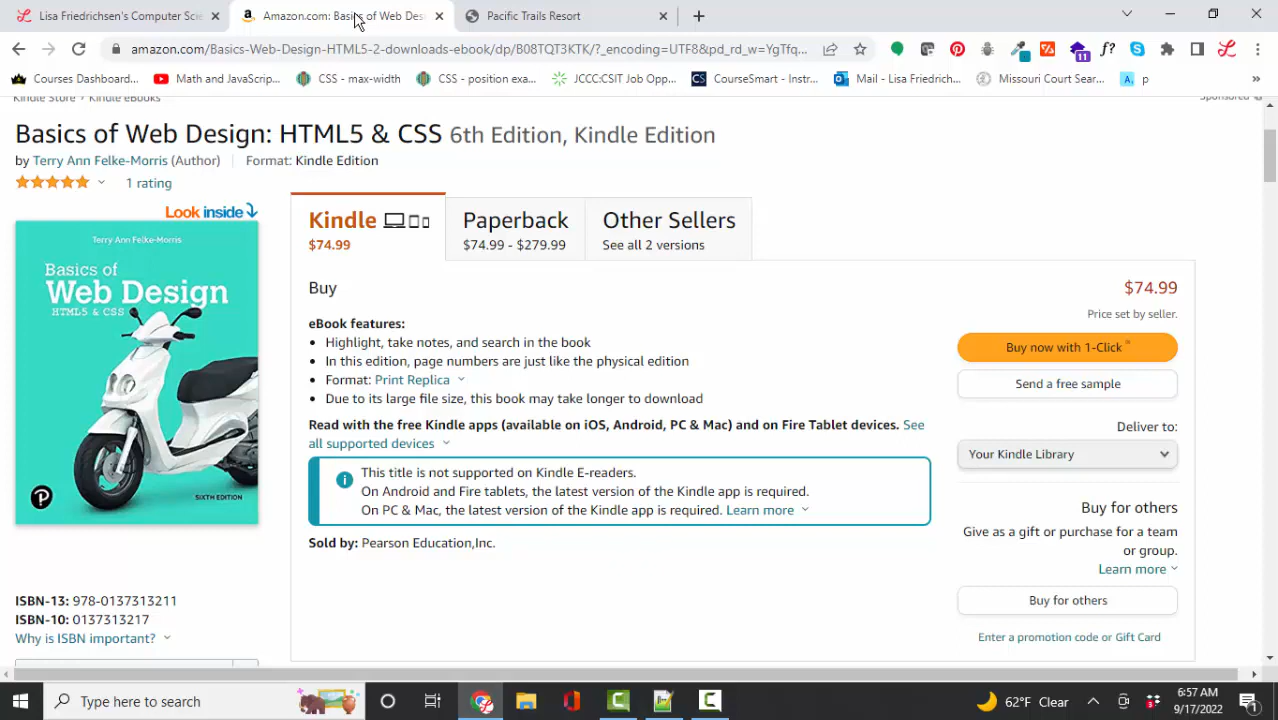 Lisa Friedrichsen's Computer Scie
Amazon.com: Basics of Web Des
Pacific Trails Resort
amazon.com/Basics-Web-Design-HTML5-2-downloads-ebook/dp/B08TQT3KTK/?_encoding=UTF8&pd_rd_w=YgTfq...
Courses Dashboard...
Math and JavaScrip...
CSS - max-width
CSS - position exa...
JCCC:CSIT Job Opp...
CourseSmart - Instr...
Mail - Lisa Friedrich...
Missouri Court Sear...
p
Kindle Store › Kindle eBooks
Sponsored
Basics of Web Design: HTML5 & CSS 6th Edition, Kindle Edition
by Terry Ann Felke-Morris (Author) Format: Kindle Edition
1 rating
Look inside
Terry Ann Felke-Morris
Basics of
Web Design
HTML5 & CSS
SIXTH EDITION
ISBN-13: 978-0137313211
ISBN-10: 0137313217
Why is ISBN important?
Kindle
$74.99
Paperback
$74.99 - $279.99
Other Sellers
See all 2 versions
Buy
eBook features:
• Highlight, take notes, and search in the book
• In this edition, page numbers are just like the physical edition
• Format: Print Replica
• Due to its large file size, this book may take longer to download
Read with the free Kindle apps (available on iOS, Android, PC & Mac) and on Fire Tablet devices. See
all supported devices
This title is not supported on Kindle E-readers.
On Android and Fire tablets, the latest version of the Kindle app is required.
On PC & Mac, the latest version of the Kindle app is required. Learn more
Sold by: Pearson Education,Inc.
$74.99
Price set by seller.
Buy now with 1-Click
Send a free sample
Deliver to:
Your Kindle Library
Buy for others
Give as a gift or purchase for a team
or group.
Learn more
Buy for others
Enter a promotion code or Gift Card
Type here to search
62°F Clear
6:57 AM
9/17/2022